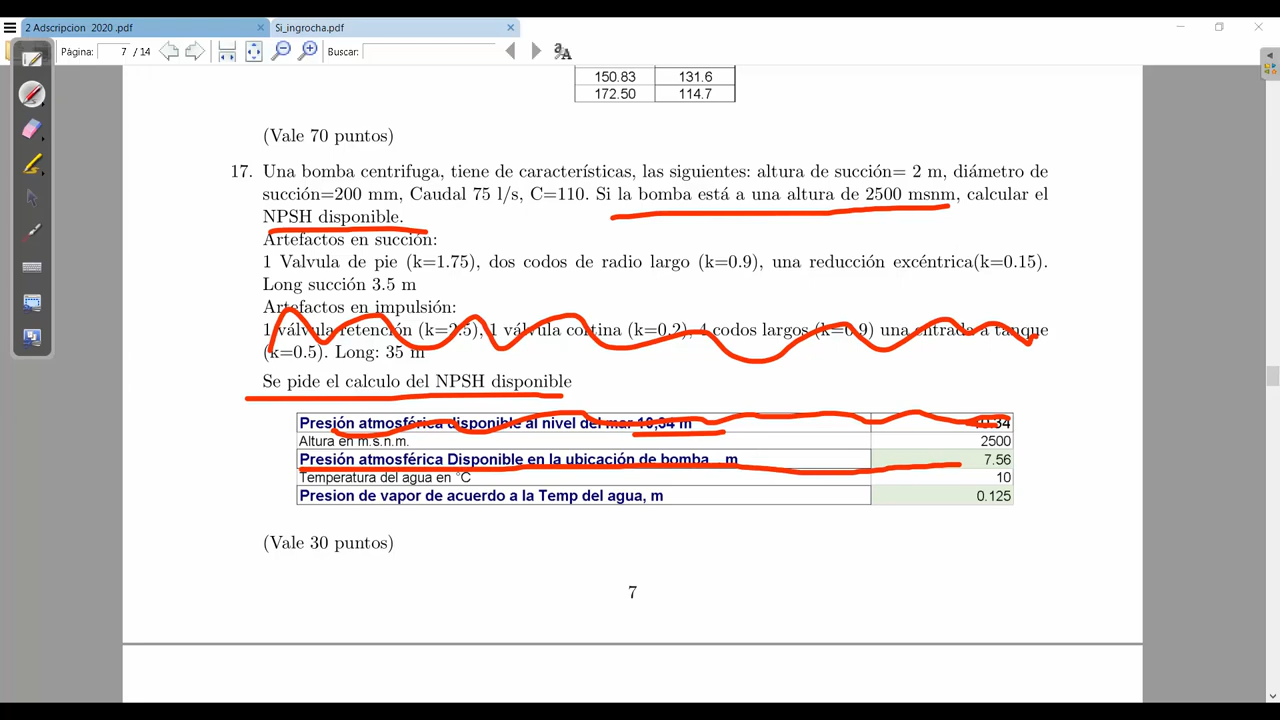 2 Adscripcion 2020 .pdf
Si_ingrocha.pdf
Página: 7 / 14 Buscar:
150.83 131.6
172.50 114.7
(Vale 70 puntos)
17. Una bomba centrifuga, tiene de características, las siguientes: altura de succión= 2 m, diámetro de
succión=200 mm, Caudal 75 l/s, C=110. Si la bomba está a una altura de 2500 msnm, calcular el
NPSH disponible.
Artefactos en succión:
1 Valvula de pie (k=1.75), dos codos de radio largo (k=0.9), una reducción excéntrica(k=0.15).
Long succión 3.5 m
Artefactos en impulsión:
1 válvula retención (k=2.5), 1 válvula cortina (k=0.2), 4 codos largos (k=0.9) una entrada a tanque
(k=0.5). Long: 35 m
Se pide el calculo del NPSH disponible
Presión atmosférica disponible al nivel del mar 10,34 m 10.34
Altura en m.s.n.m. 2500
Presión atmosférica Disponible en la ubicación de bomba, , m 7.56
Temperatura del agua en °C 10
Presion de vapor de acuerdo a la Temp del agua, m 0.125
(Vale 30 puntos)
7